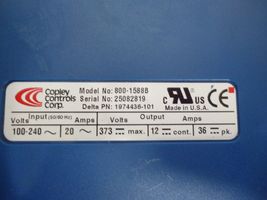 Copley Controls Corp.
Model No: 800-1588B
Serial No: 25082819
Delta PN: 1974436-101
Made in U.S.A.
C RU US CE
Input (50/60 Hz) Output
Volts Amps Volts Amps
100-240 ~ 20 ~ 373 max. 12 cont. 36 pk.